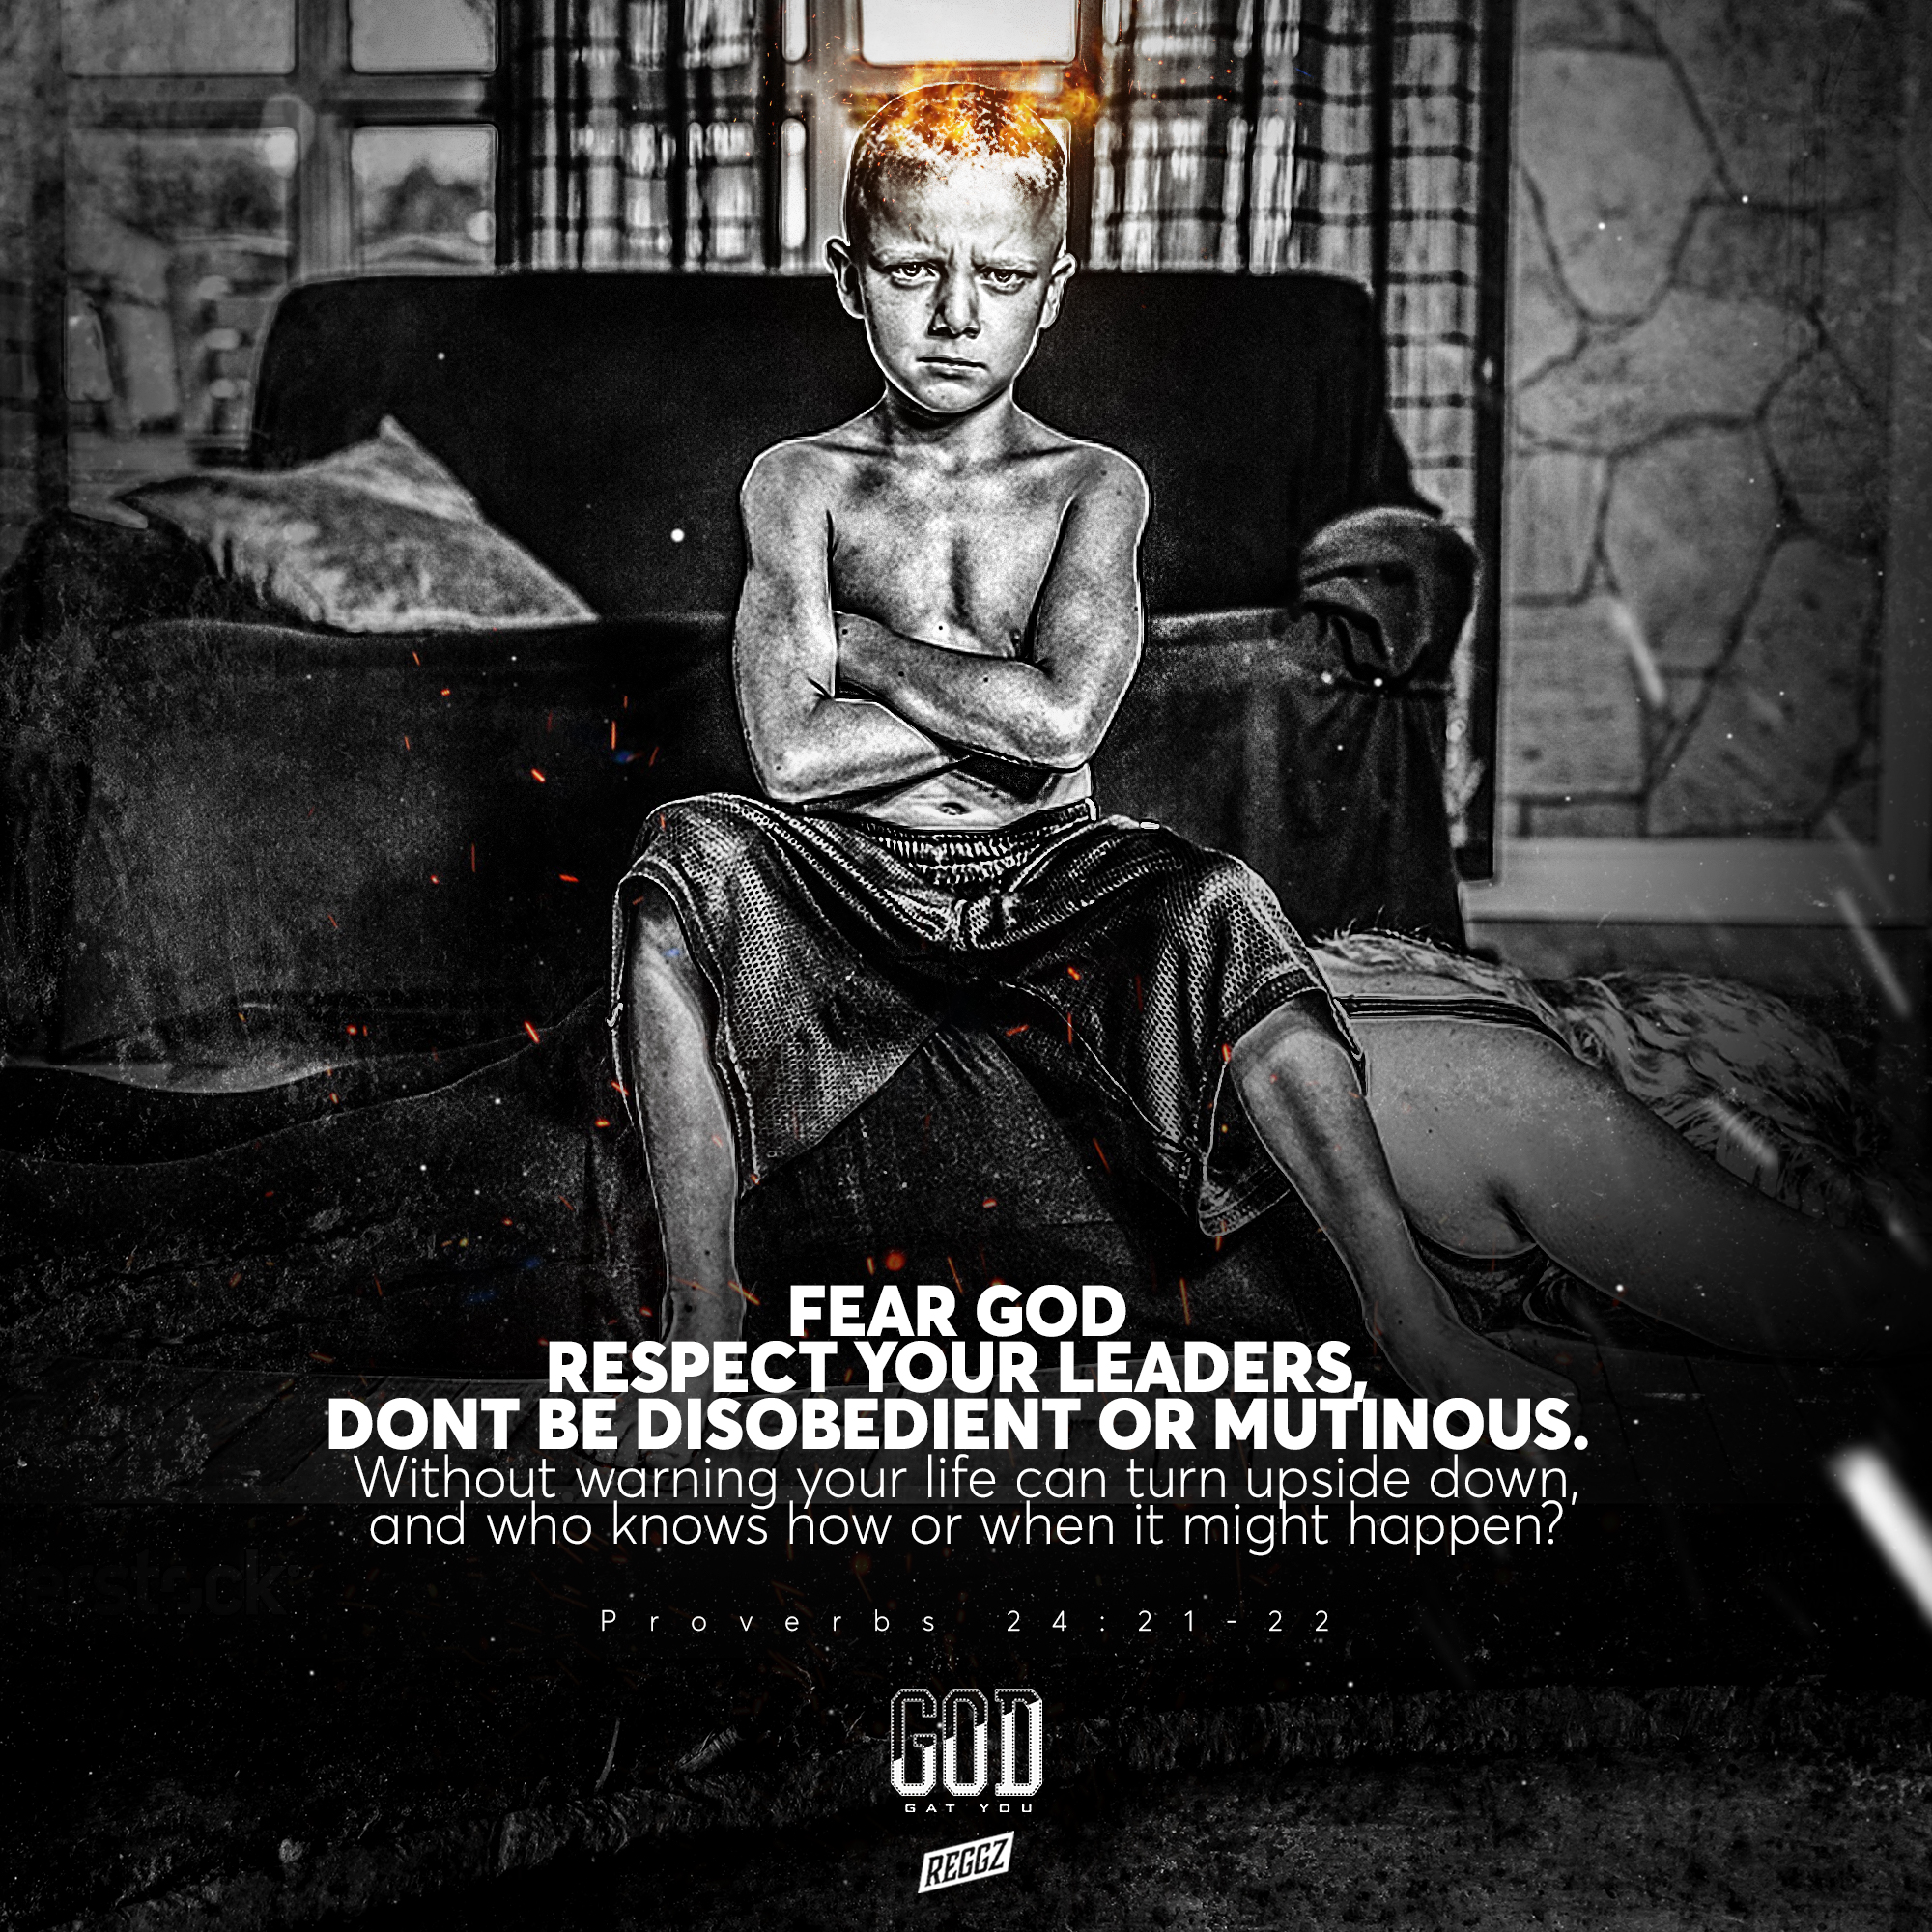 FEAR GOD
RESPECT YOUR LEADERS,
DONT BE DISOBEDIENT OR MUTINOUS.
Without warning your life can turn upside down,
and who knows how or when it might happen?
stock
Proverbs 24:21-22
GOD
GAT YOU
REGGZ